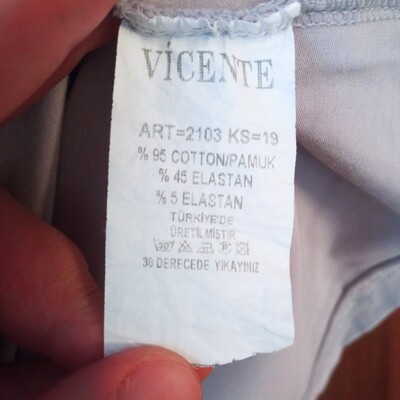 VİCENTE
ART=2103 KS=19
% 95 COTTON/PAMUK
% 45 ELASTAN
% 5 ELASTAN
TÜRKİYE'DE
ÜRETİLMİŞTİR
30°
30 DERECEDE YIKAYINIZ